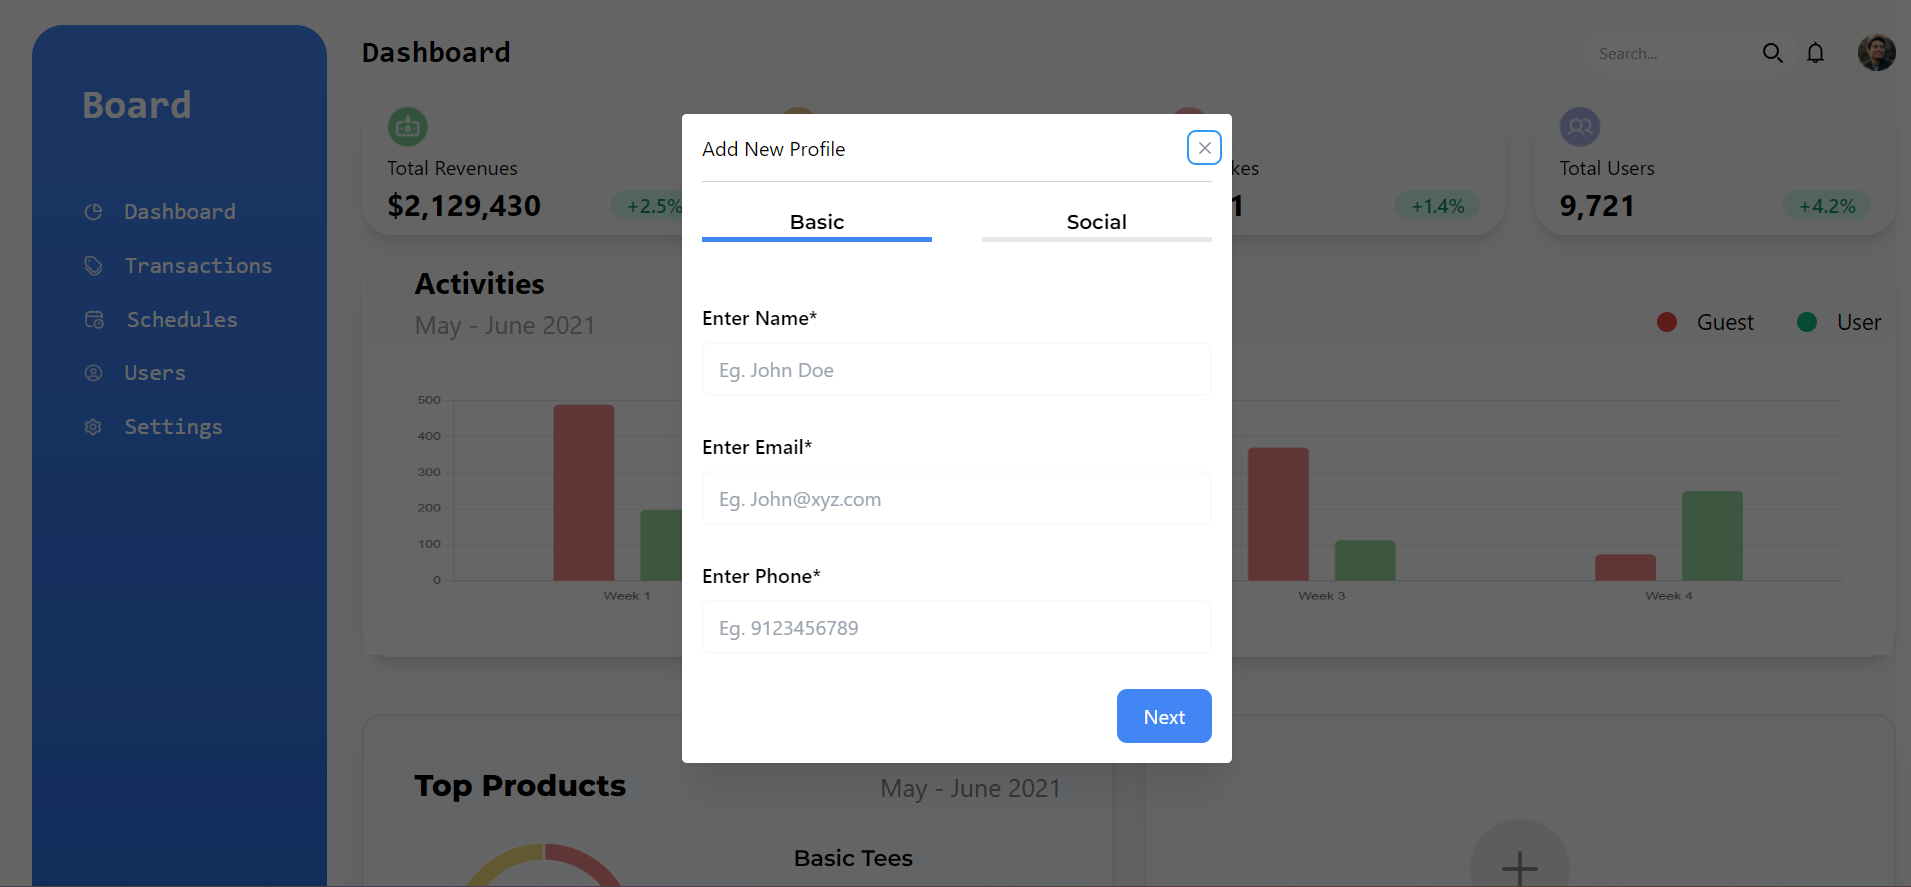 Board
Dashboard
Transactions
Schedules
Users
Settings
Dashboard
Search...
Total Revenues
$2,129,430
+2.5%
kes
1
+1.4%
Total Users
9,721
+4.2%
Activities
May - June 2021
Guest
User
500
400
300
200
100
0
Week 1
Week 3
Week 4
Add New Profile
Basic
Social
Enter Name*
Eg. John Doe
Enter Email*
Eg. John@xyz.com
Enter Phone*
Eg. 9123456789
Next
Top Products
May - June 2021
Basic Tees